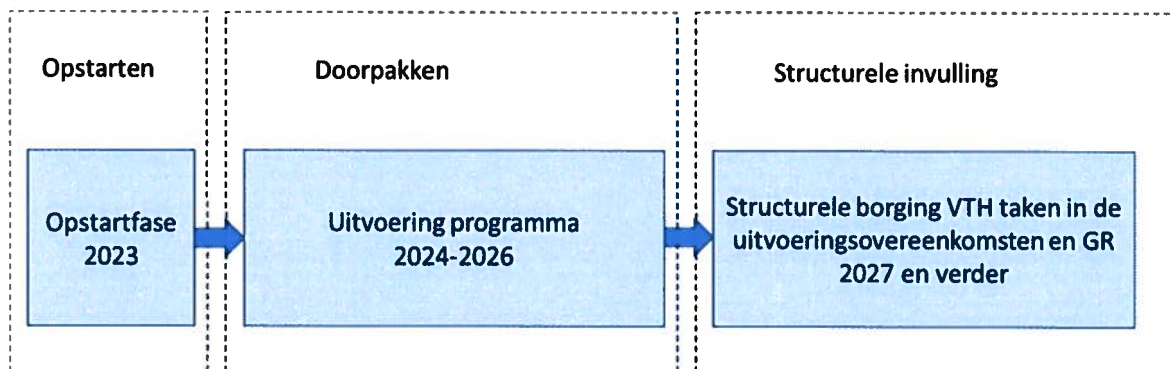 Opstarten
Doorpakken
Structurele invulling
Opstartfase
2023
Uitvoering programma
2024-2026
Structurele borging VTH taken in de
uitvoeringsovereenkomsten en GR
2027 en verder